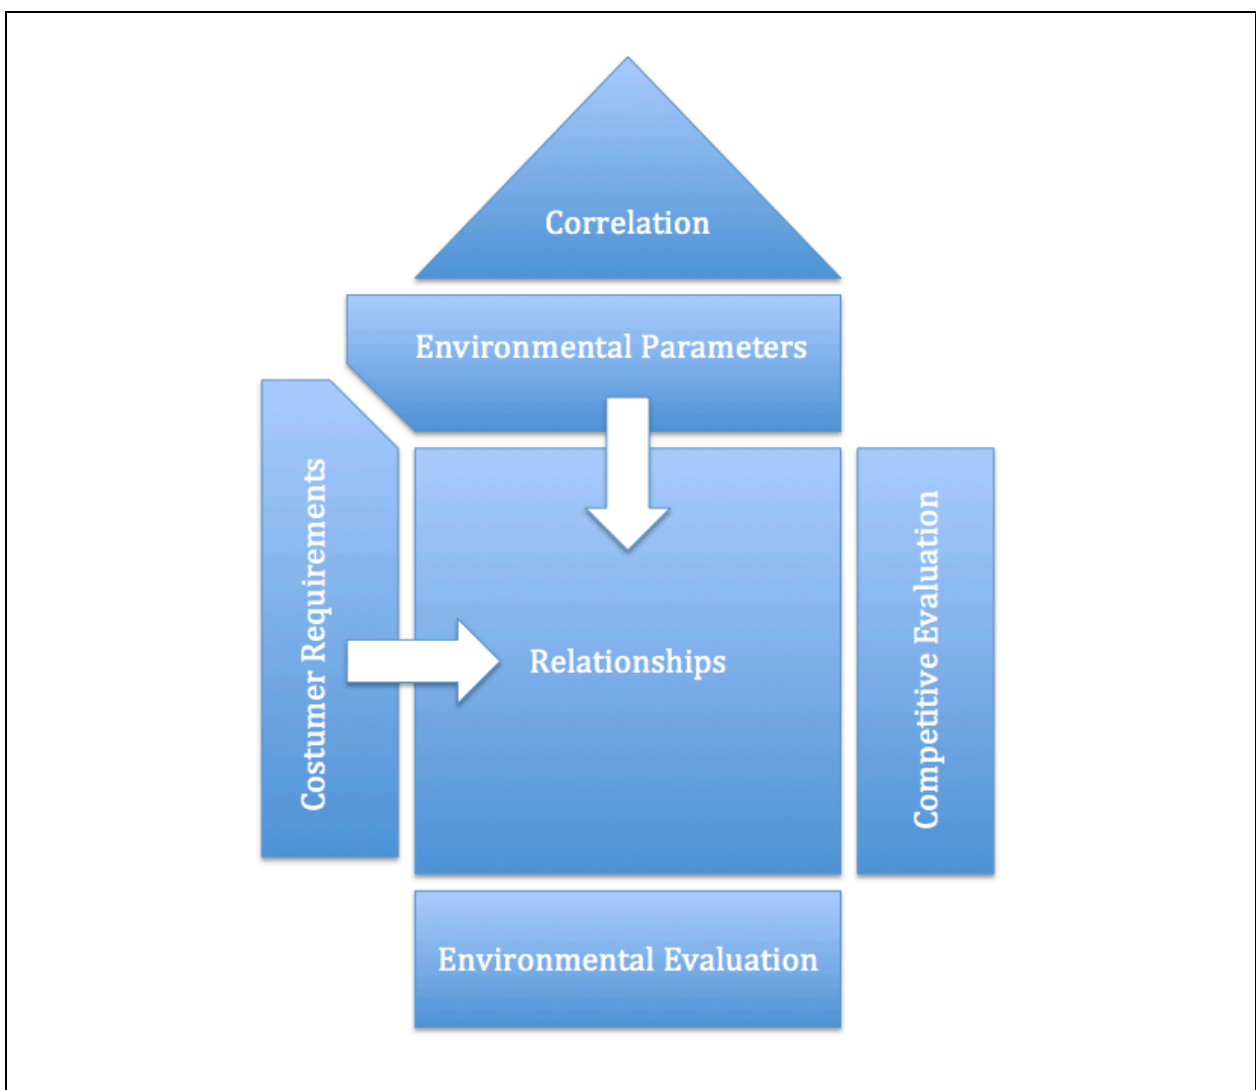 Correlation
Environmental Parameters
Costumer Requirements
Relationships
Competitive Evaluation
Environmental Evaluation